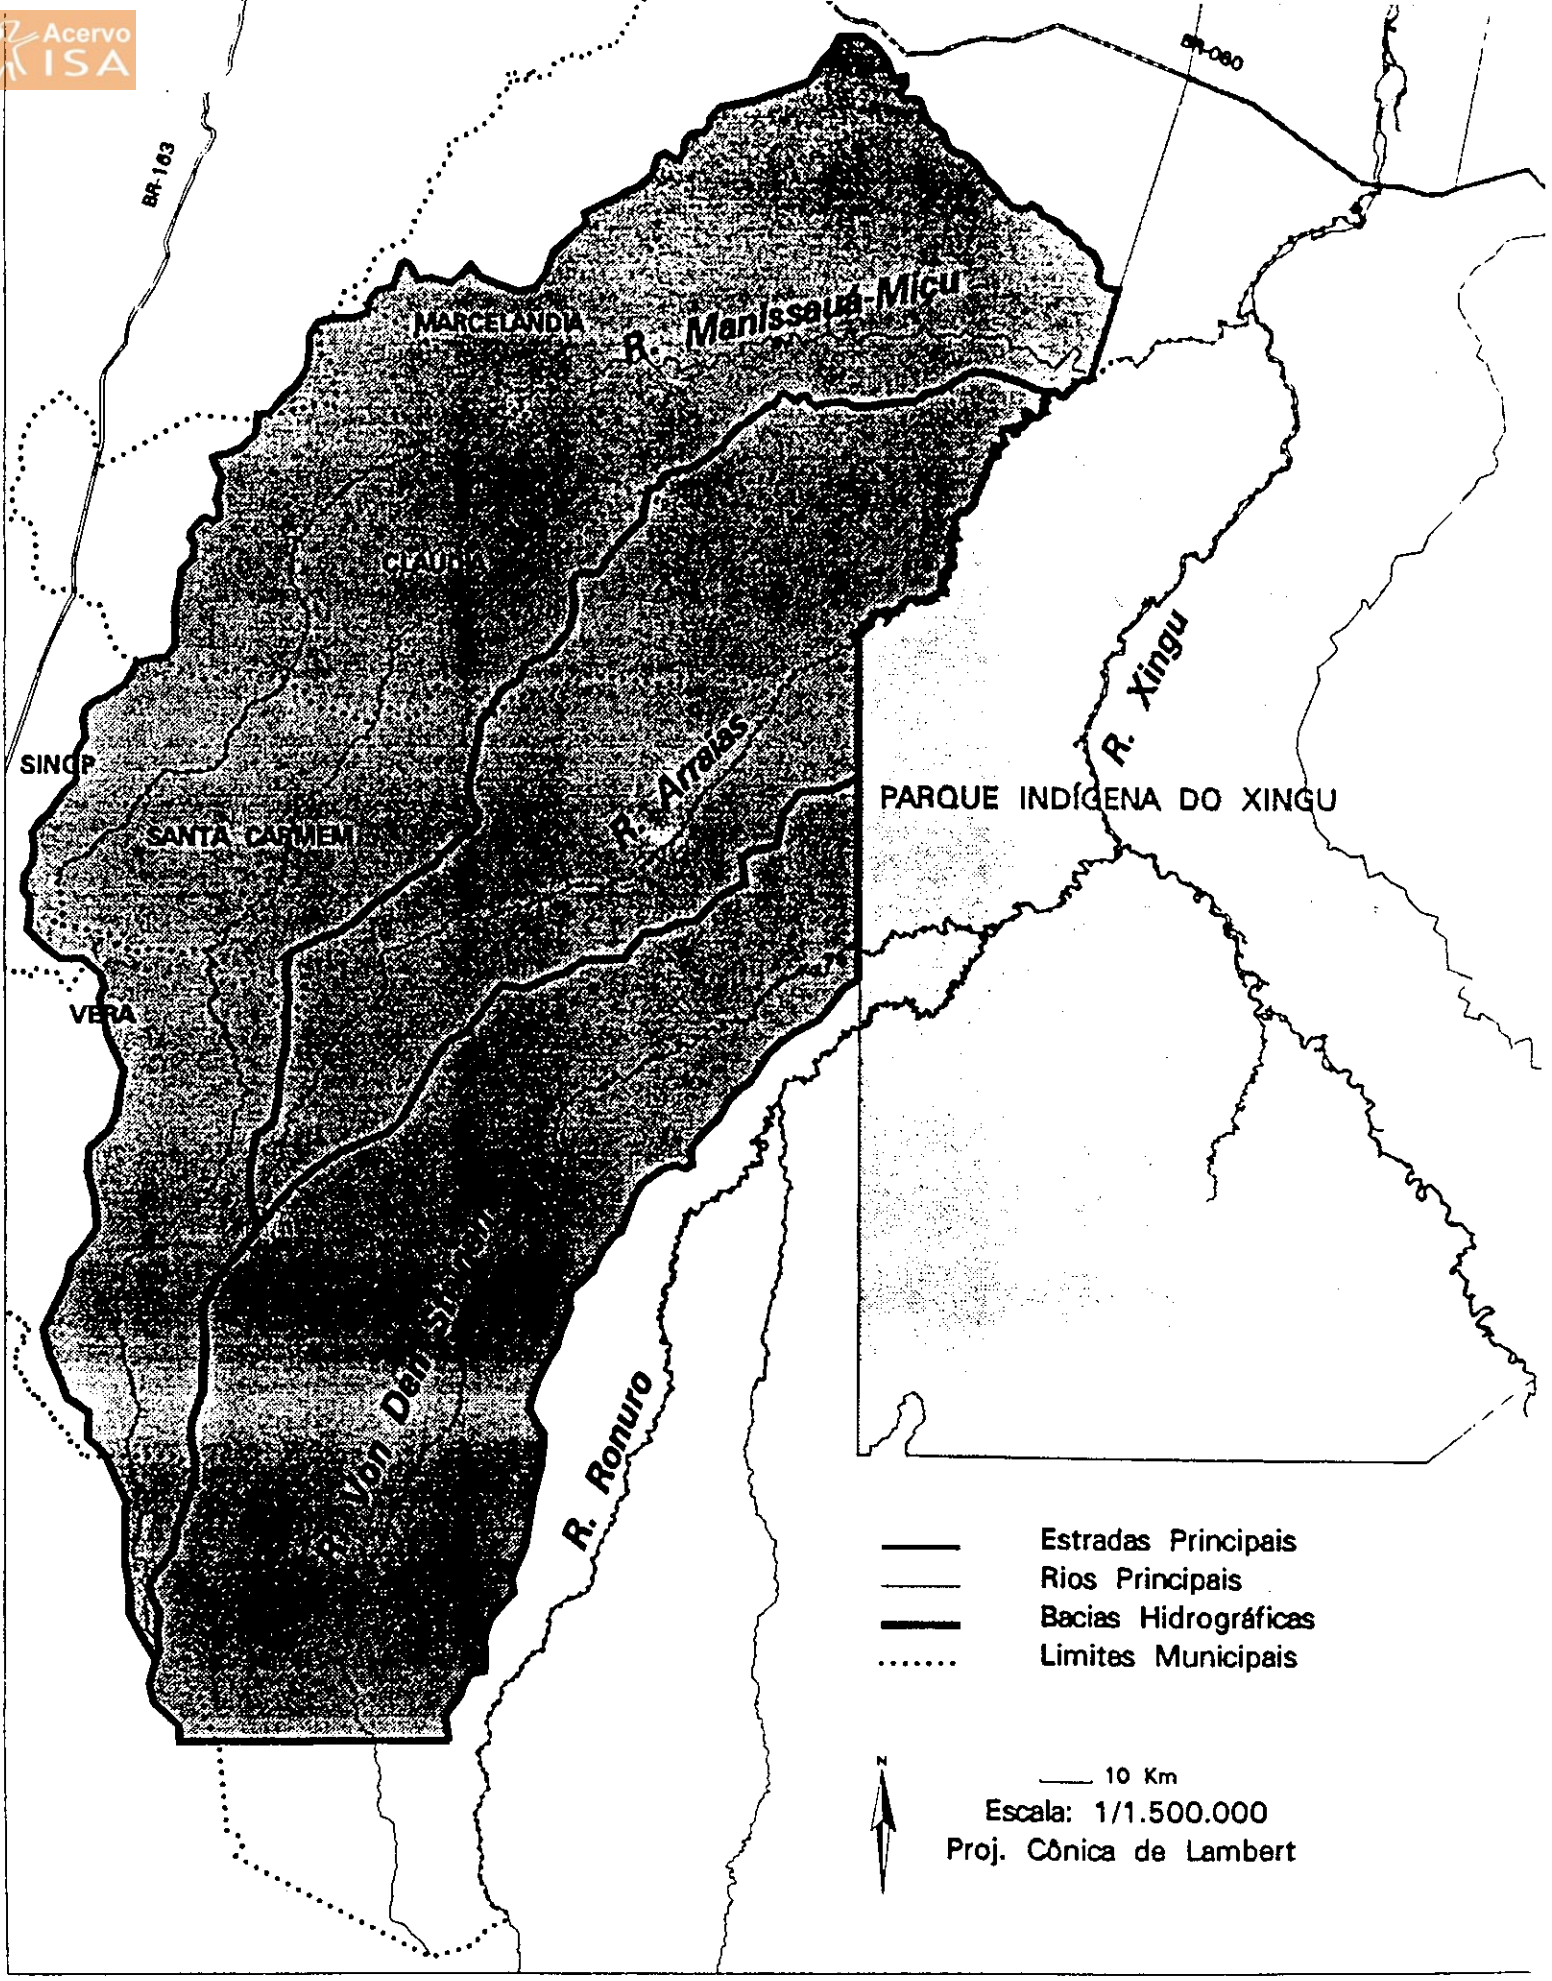 Acervo
ISA
BR-080
BR-163
R. Manissauá-Miçu
MARCELANDIA
CLAUDIA
R. Xingu
R. Arraias
SINOP
PARQUE INDÍGENA DO XINGU
SANTA CARMEM
VERA
R. Von Den Steinen
R. Ronuro
Estradas Principais
Rios Principais
Bacias Hidrográficas
Limites Municipais
N
10 Km
Escala: 1/1.500.000
Proj. Cônica de Lambert